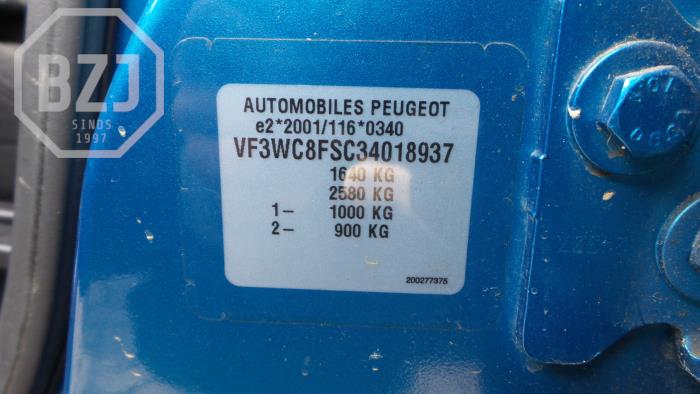 BZJ
SINDS
1997
AUTOMOBILES PEUGEOT
e2*2001/116*0340
VF3WC8FSC34018937
1640 KG
2580 KG
1- 1000 KG
2- 900 KG
200277375